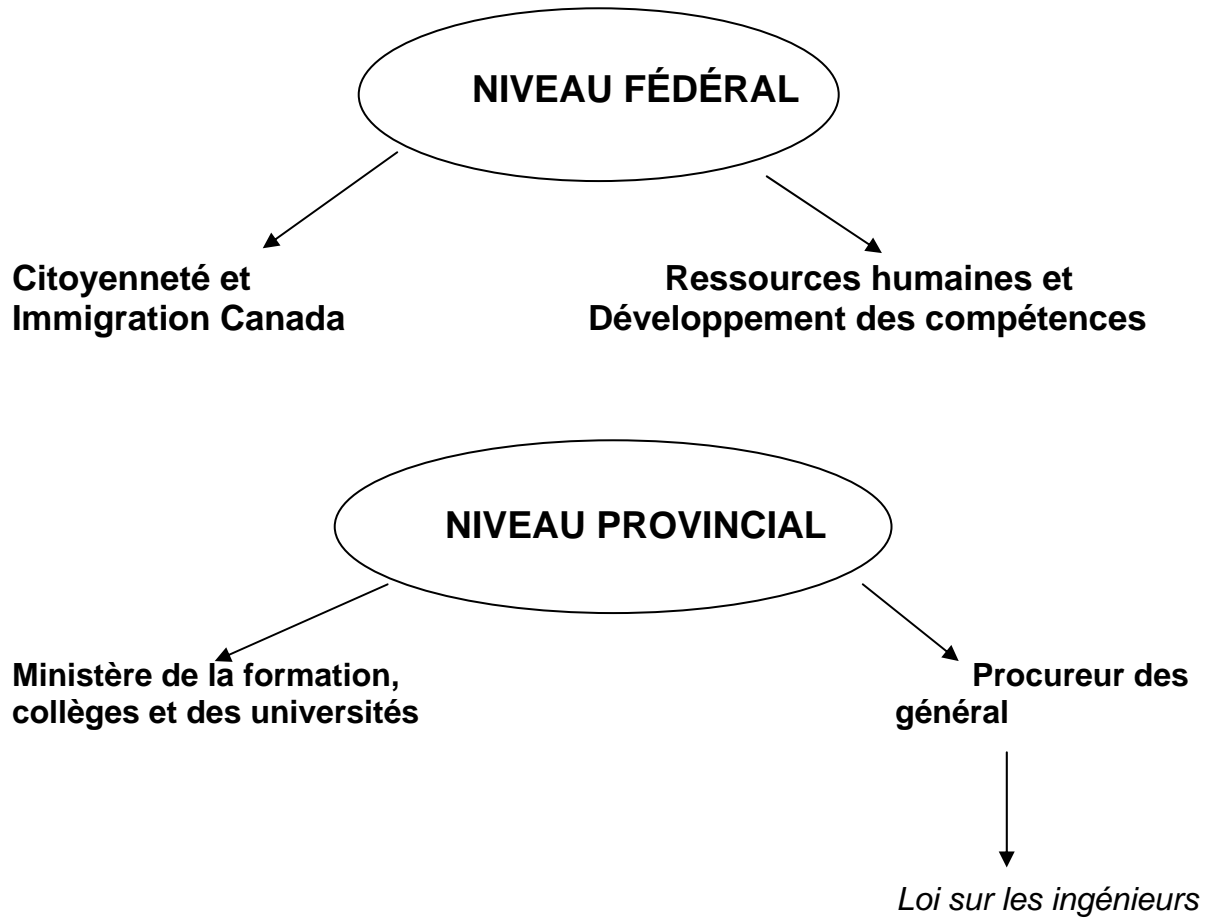 NIVEAU FÉDÉRAL
Citoyenneté et
Immigration Canada
Ressources humaines et
Développement des compétences
NIVEAU PROVINCIAL
Ministère de la formation,
collèges et des universités
Procureur des
général
Loi sur les ingénieurs